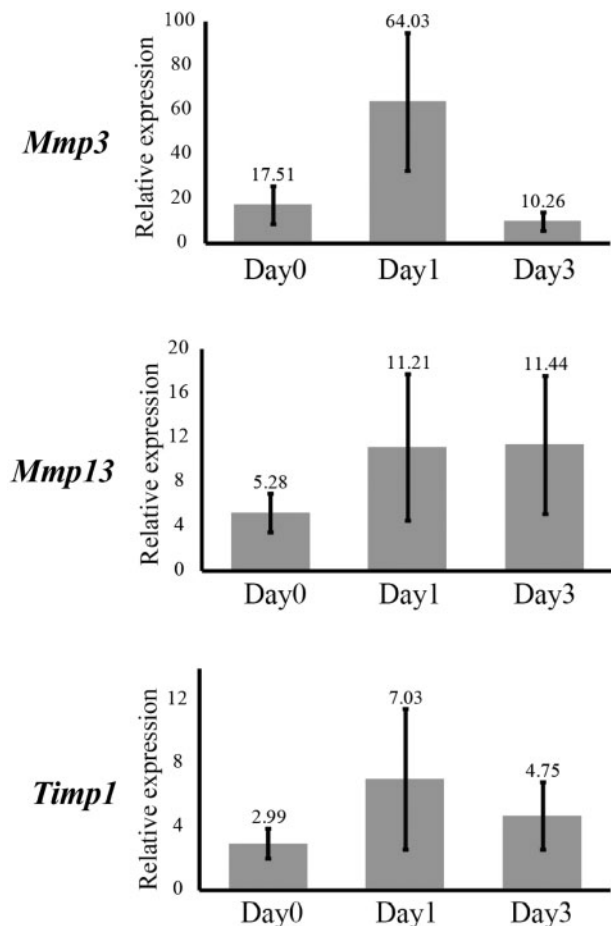 100
80
60
40
20
0
Relative expression
Mmp3
17.51
64.03
10.26
Day0 Day1 Day3
20
16
12
8
4
0
Relative expression
Mmp13
5.28
11.21
11.44
Day0 Day1 Day3
12
8
4
0
Relative expression
Timp1
2.99
7.03
4.75
Day0 Day1 Day3